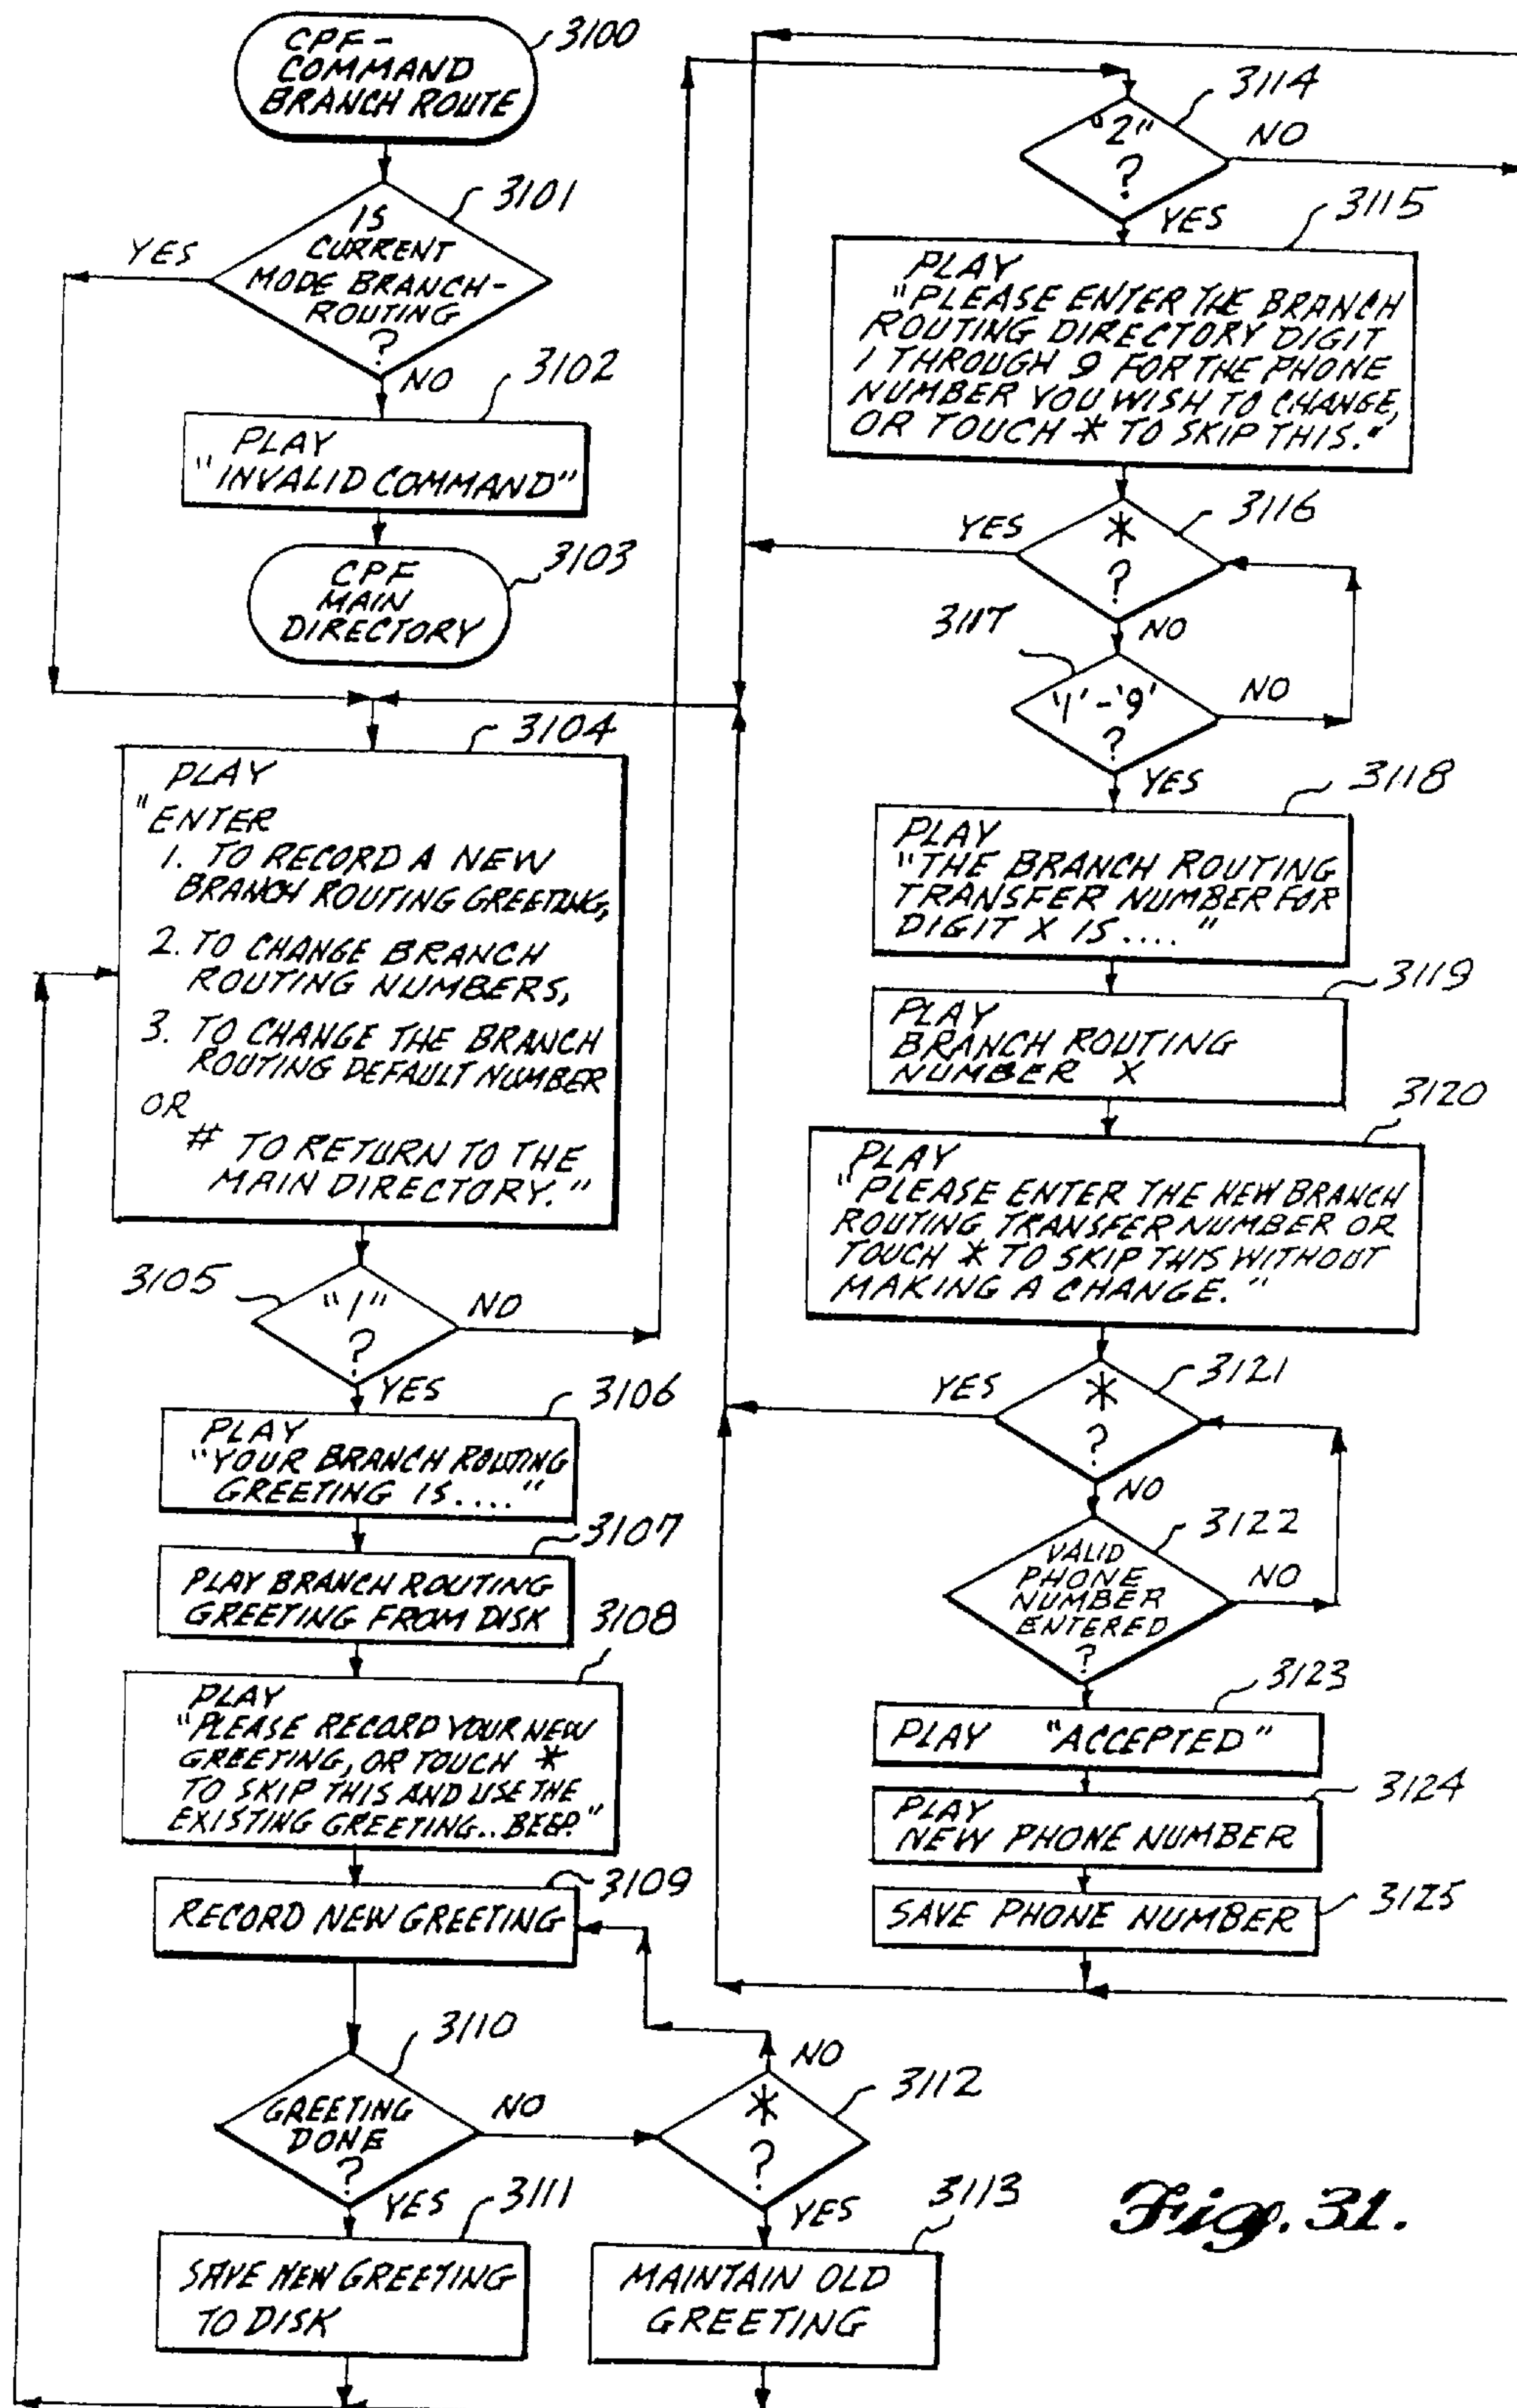 CPF-
COMMAND
BRANCH ROUTE
3100
IS
CURRENT
MODE BRANCH-
ROUTING
?
3101
YES
NO
3102
PLAY
"INVALID COMMAND"
CPF
MAIN
DIRECTORY
3103
3104
PLAY
"ENTER
1. TO RECORD A NEW
BRANCH ROUTING GREETING,
2. TO CHANGE BRANCH
ROUTING NUMBERS,
3. TO CHANGE THE BRANCH
ROUTING DEFAULT NUMBER
OR
# TO RETURN TO THE
MAIN DIRECTORY."
3105
"1"
?
NO
YES
3106
PLAY
"YOUR BRANCH ROUTING
GREETING IS...."
3107
PLAY BRANCH ROUTING
GREETING FROM DISK
3108
PLAY
"PLEASE RECORD YOUR NEW
GREETING, OR TOUCH *
TO SKIP THIS AND USE THE
EXISTING GREETING..BEEP."
3109
RECORD NEW GREETING
3110
GREETING
DONE
?
NO
YES
3111
SAVE NEW GREETING
TO DISK
3112
*
?
NO
YES
3113
MAINTAIN OLD
GREETING
3114
"2"
?
NO
YES
3115
PLAY
"PLEASE ENTER THE BRANCH
ROUTING DIRECTORY DIGIT
1 THROUGH 9 FOR THE PHONE
NUMBER YOU WISH TO CHANGE,
OR TOUCH * TO SKIP THIS."
3116
*
?
YES
NO
3117
'1'-'9'
?
NO
YES
3118
PLAY
"THE BRANCH ROUTING
TRANSFER NUMBER FOR
DIGIT X IS...."
3119
PLAY
BRANCH ROUTING
NUMBER X
3120
PLAY
"PLEASE ENTER THE NEW BRANCH
ROUTING TRANSFER NUMBER OR
TOUCH * TO SKIP THIS WITHOUT
MAKING A CHANGE."
3121
*
?
YES
NO
3122
VALID
PHONE
NUMBER
ENTERED
?
NO
3123
PLAY "ACCEPTED"
3124
PLAY
NEW PHONE NUMBER
3125
SAVE PHONE NUMBER
Fig. 31.